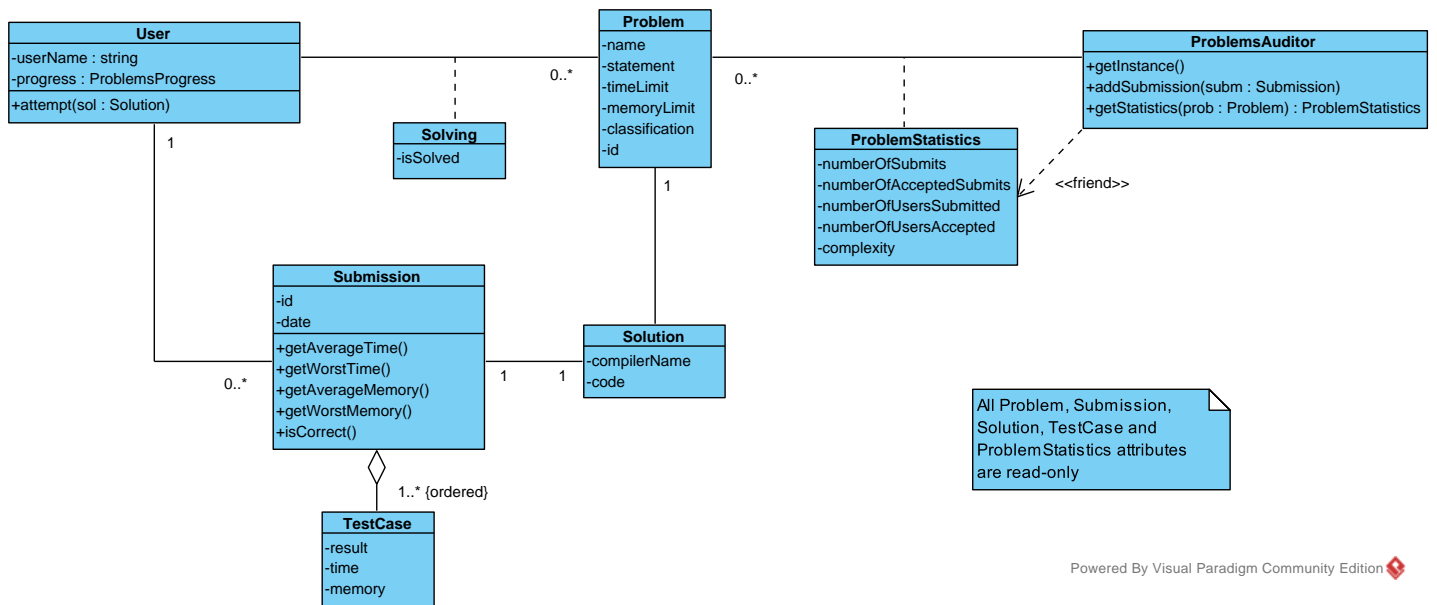 User
-userName : string
-progress : ProblemsProgress
+attempt(sol : Solution)
1
0..*
Solving
-isSolved
Problem
-name
-statement
-timeLimit
-memoryLimit
-classification
-id
1
0..*
ProblemsAuditor
+getInstance()
+addSubmission(subm : Submission)
+getStatistics(prob : Problem) : ProblemStatistics
ProblemStatistics
-numberOfSubmits
-numberOfAcceptedSubmits
-numberOfUsersSubmitted
-numberOfUsersAccepted
-complexity
<<friend>>
Submission
-id
-date
+getAverageTime()
+getWorstTime()
+getAverageMemory()
+getWorstMemory()
+isCorrect()
0..*
1
1
Solution
-compilerName
-code
1..* {ordered}
TestCase
-result
-time
-memory
All Problem, Submission,
Solution, TestCase and
ProblemStatistics attributes
are read-only
Powered By Visual Paradigm Community Edition